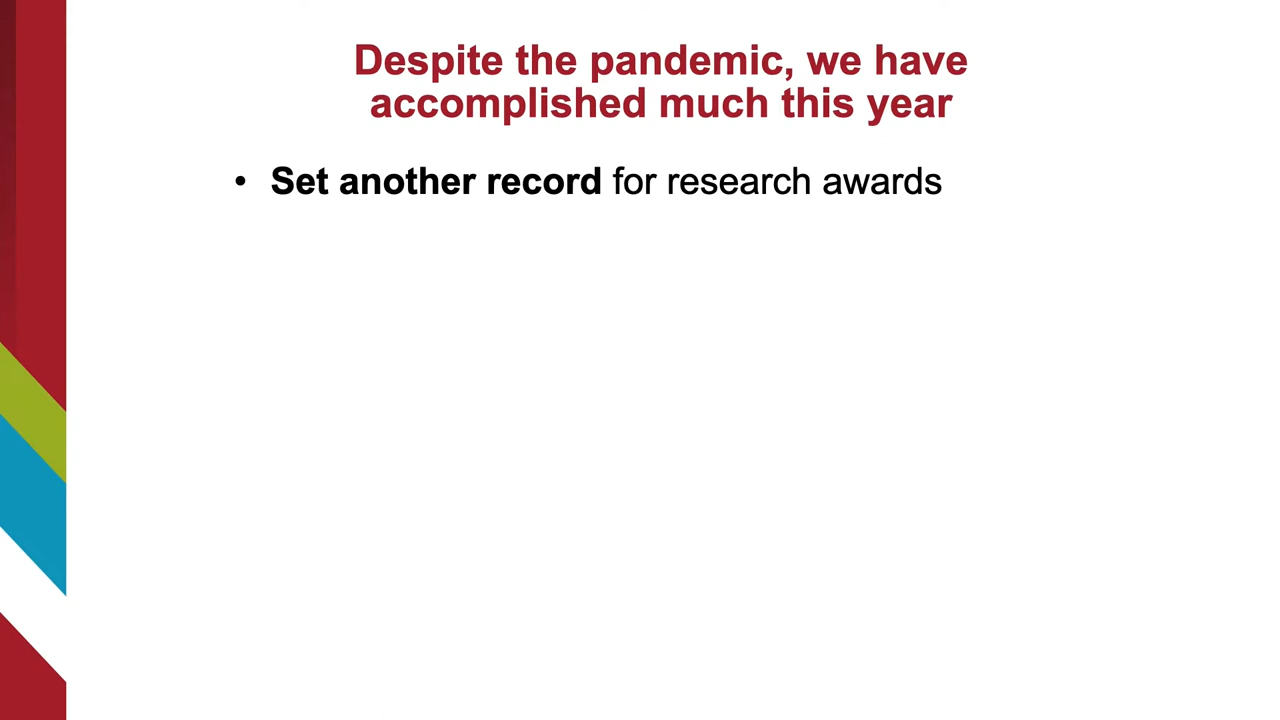 Despite the pandemic, we have
accomplished much this year
• Set another record for research awards